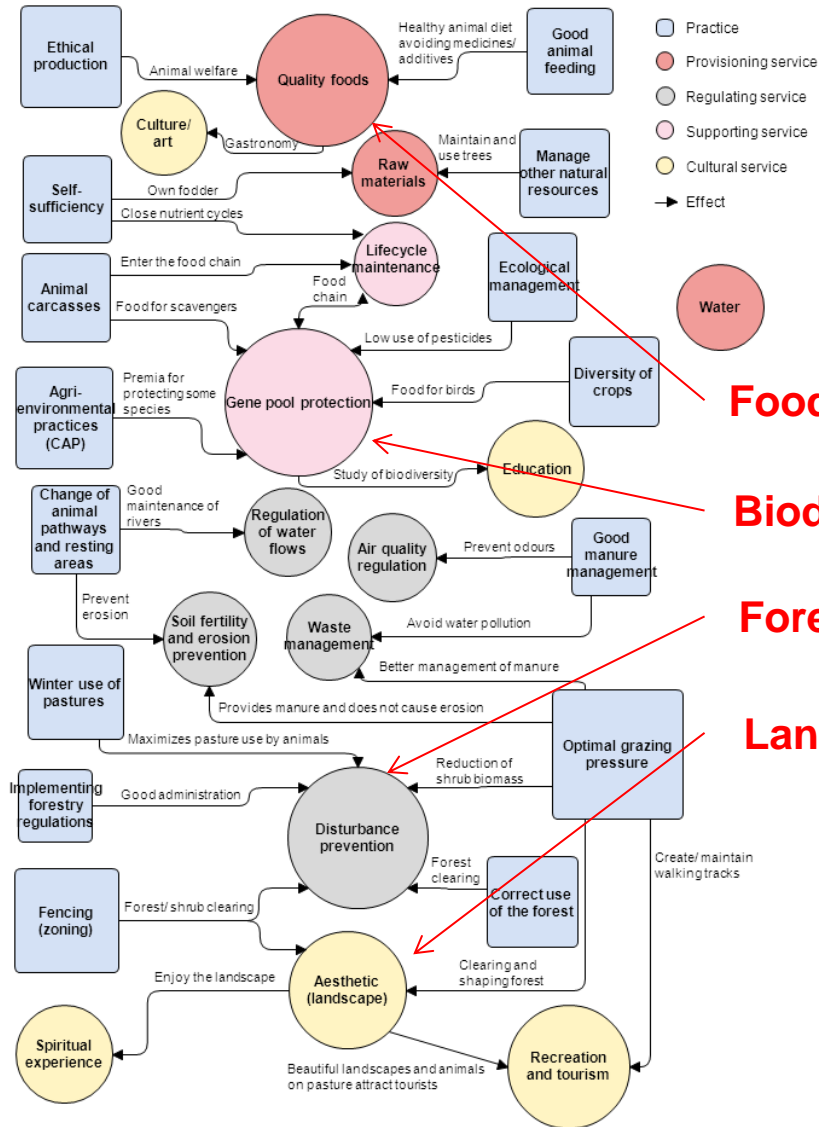 Ethical
production
Animal welfare
Quality foods
Healthy animal diet
avoiding medicines/
additives
Good
animal
feeding
Practice
Provisioning service
Regulating service
Supporting service
Cultural service
Effect
Culture/
art
Gastronomy
Raw
materials
Maintain and
use trees
Manage
other natural
resources
Self-
sufficiency
Own fodder
Close nutrient cycles
Lifecycle
maintenance
Animal
carcasses
Enter the food chain
Food for scavengers
Food
chain
Ecological
management
Low use of pesticides
Water
Agri-
environmental
practices
(CAP)
Premia for
protecting some
species
Gene pool protection
Food for birds
Diversity of
crops
Food
Study of biodiversity
Education
Biod
Change of
animal
pathways
and resting
areas
Good
maintenance of
rivers
Regulation
of water
flows
Air quality
regulation
Prevent odours
Good
manure
management
Prevent
erosion
Soil fertility
and erosion
prevention
Waste
management
Avoid water pollution
Fore
Better management of manure
Winter use of
pastures
Provides manure and does not cause erosion
Maximizes pasture use by animals
Optimal grazing
pressure
Lan
Implementing
forestry
regulations
Good administration
Disturbance
prevention
Reduction of
shrub biomass
Create/ maintain
walking tracks
Fencing
(zoning)
Forest/ shrub clearing
Forest
clearing
Correct use
of the forest
Aesthetic
(landscape)
Clearing and
shaping forest
Enjoy the landscape
Spiritual
experience
Beautiful landscapes and animals
on pasture attract tourists
Recreation
and tourism